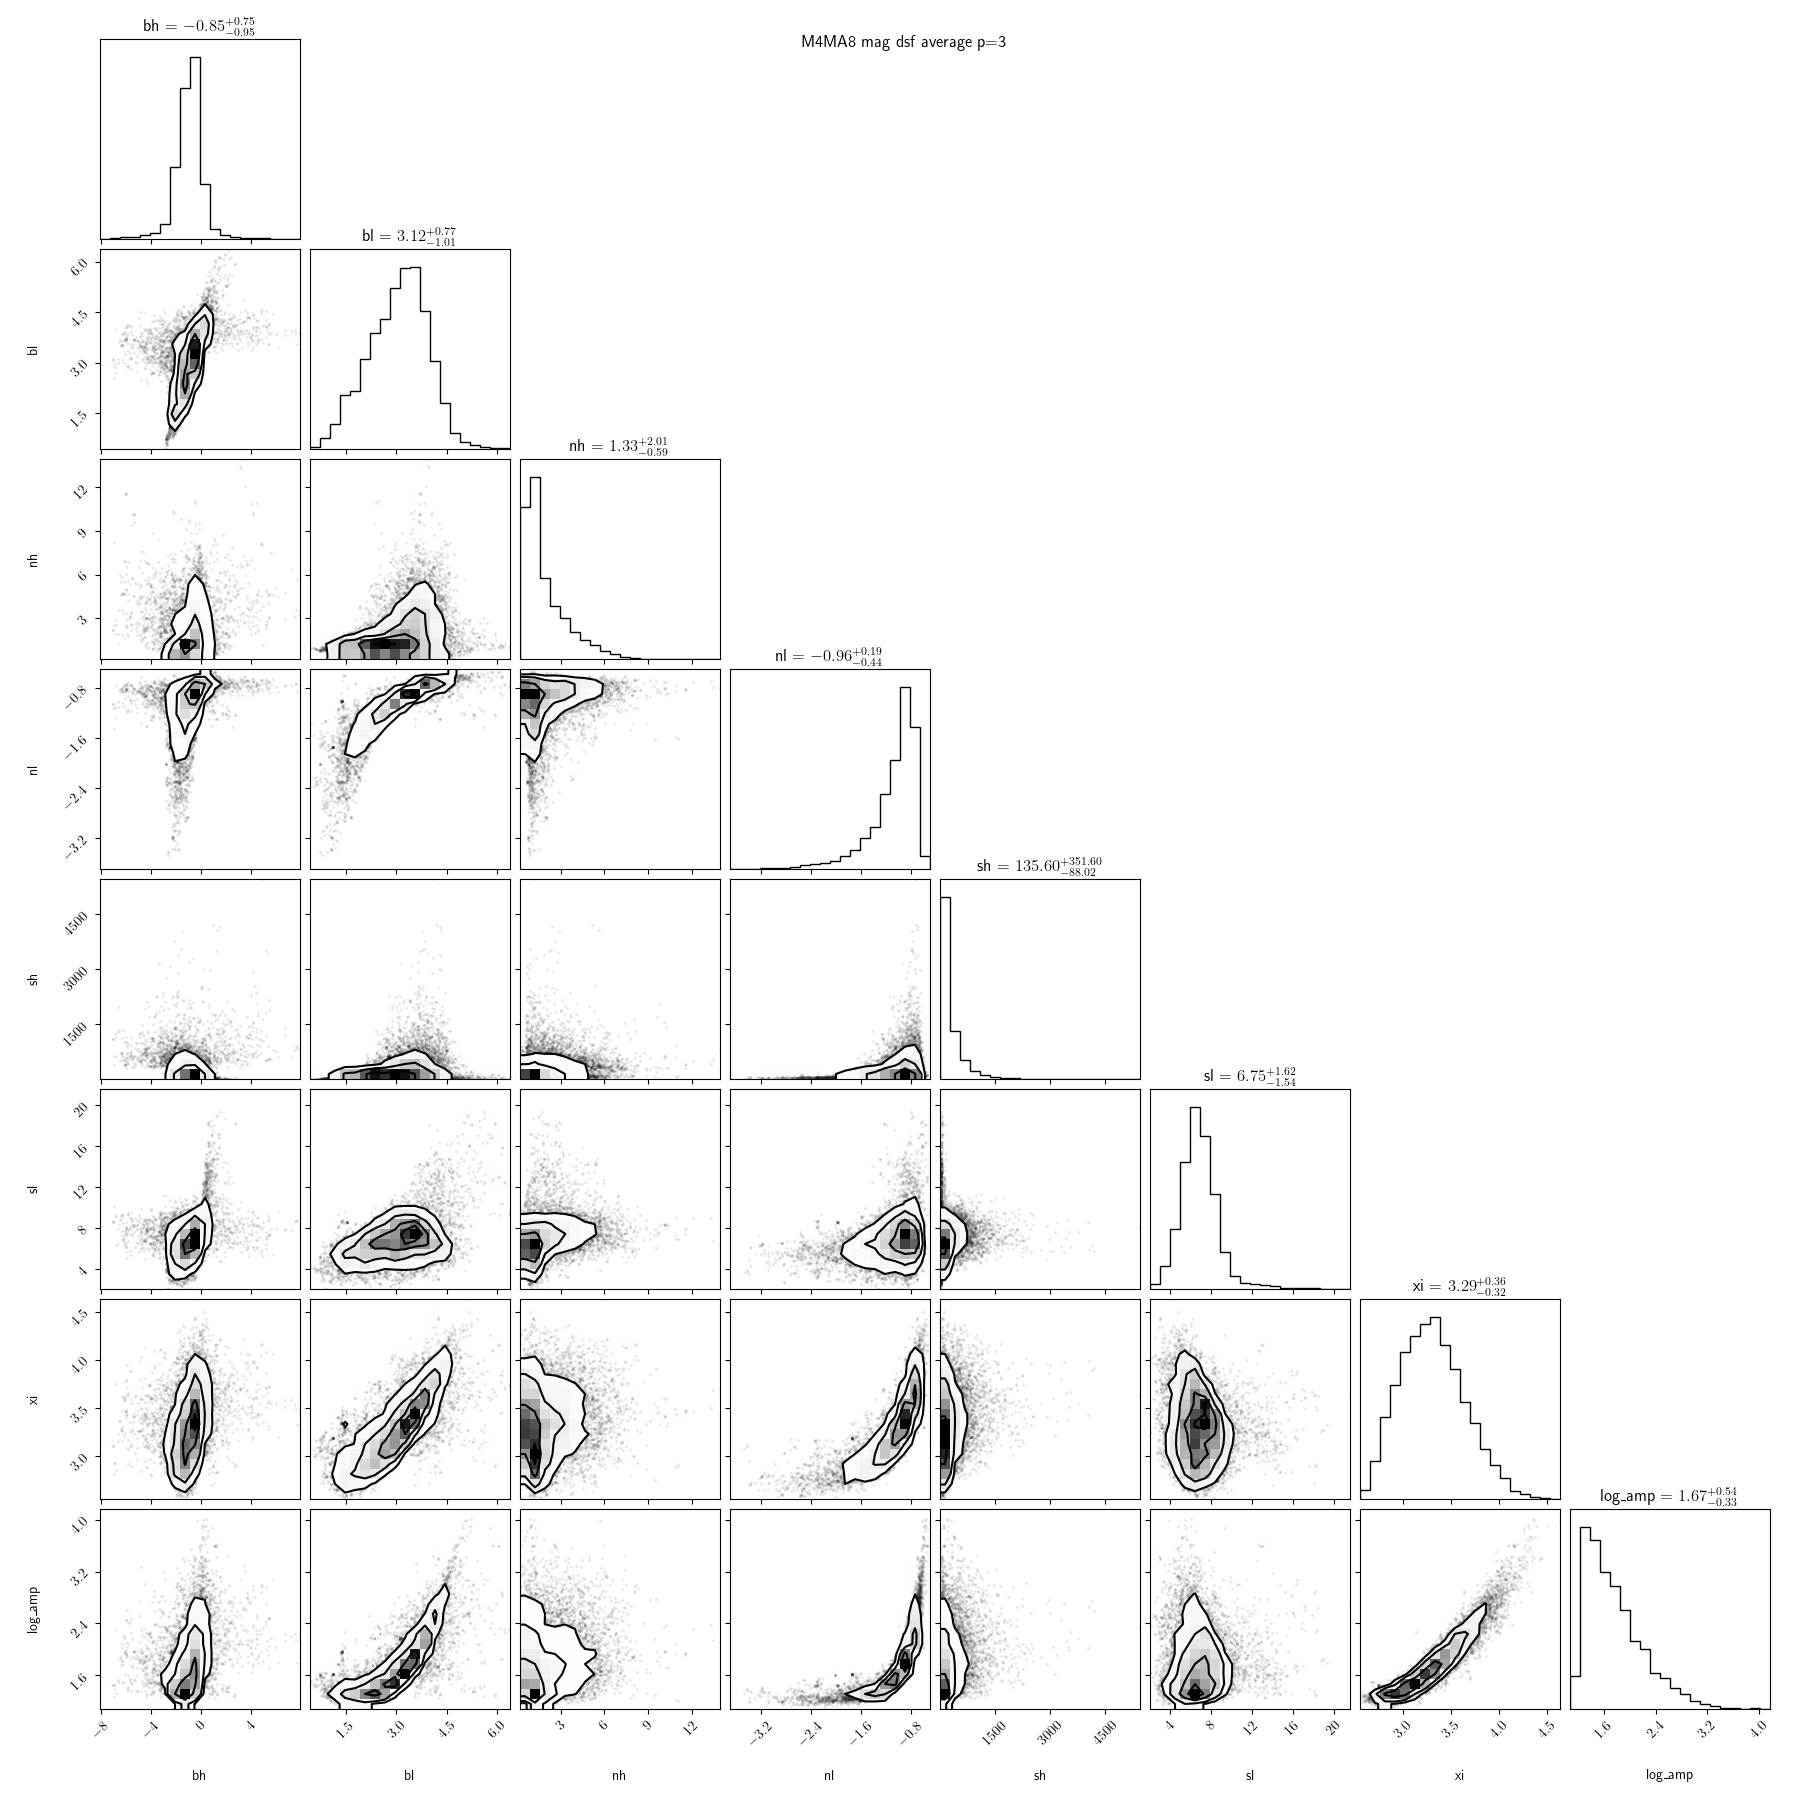 M4MA8 mag dsf average p=3
bh = −0.85+0.75−0.95
bl = 3.12+0.77−1.01
6.0
4.5
3.0
1.5
bl
nh = 1.33+2.01−0.59
12
9
6
3
nh
nl = −0.96+0.19−0.44
−0.8
−1.6
−2.4
−3.2
nl
sh = 135.60+351.60−88.02
4500
3000
1500
sh
sl = 6.75+1.62−1.54
20
16
12
8
4
sl
xi = 3.29+0.36−0.32
4.5
4.0
3.5
3.0
xi
log_amp = 1.67+0.54−0.33
4.0
3.2
2.4
1.6
log_amp
−8 −4 0 4
1.5 3.0 4.5 6.0
3 6 9 12
−3.2 −2.4 −1.6 −0.8
1500 3000 4500
4 8 12 16 20
3.0 3.5 4.0 4.5
1.6 2.4 3.2 4.0
bh bl nh nl sh sl xi log_amp